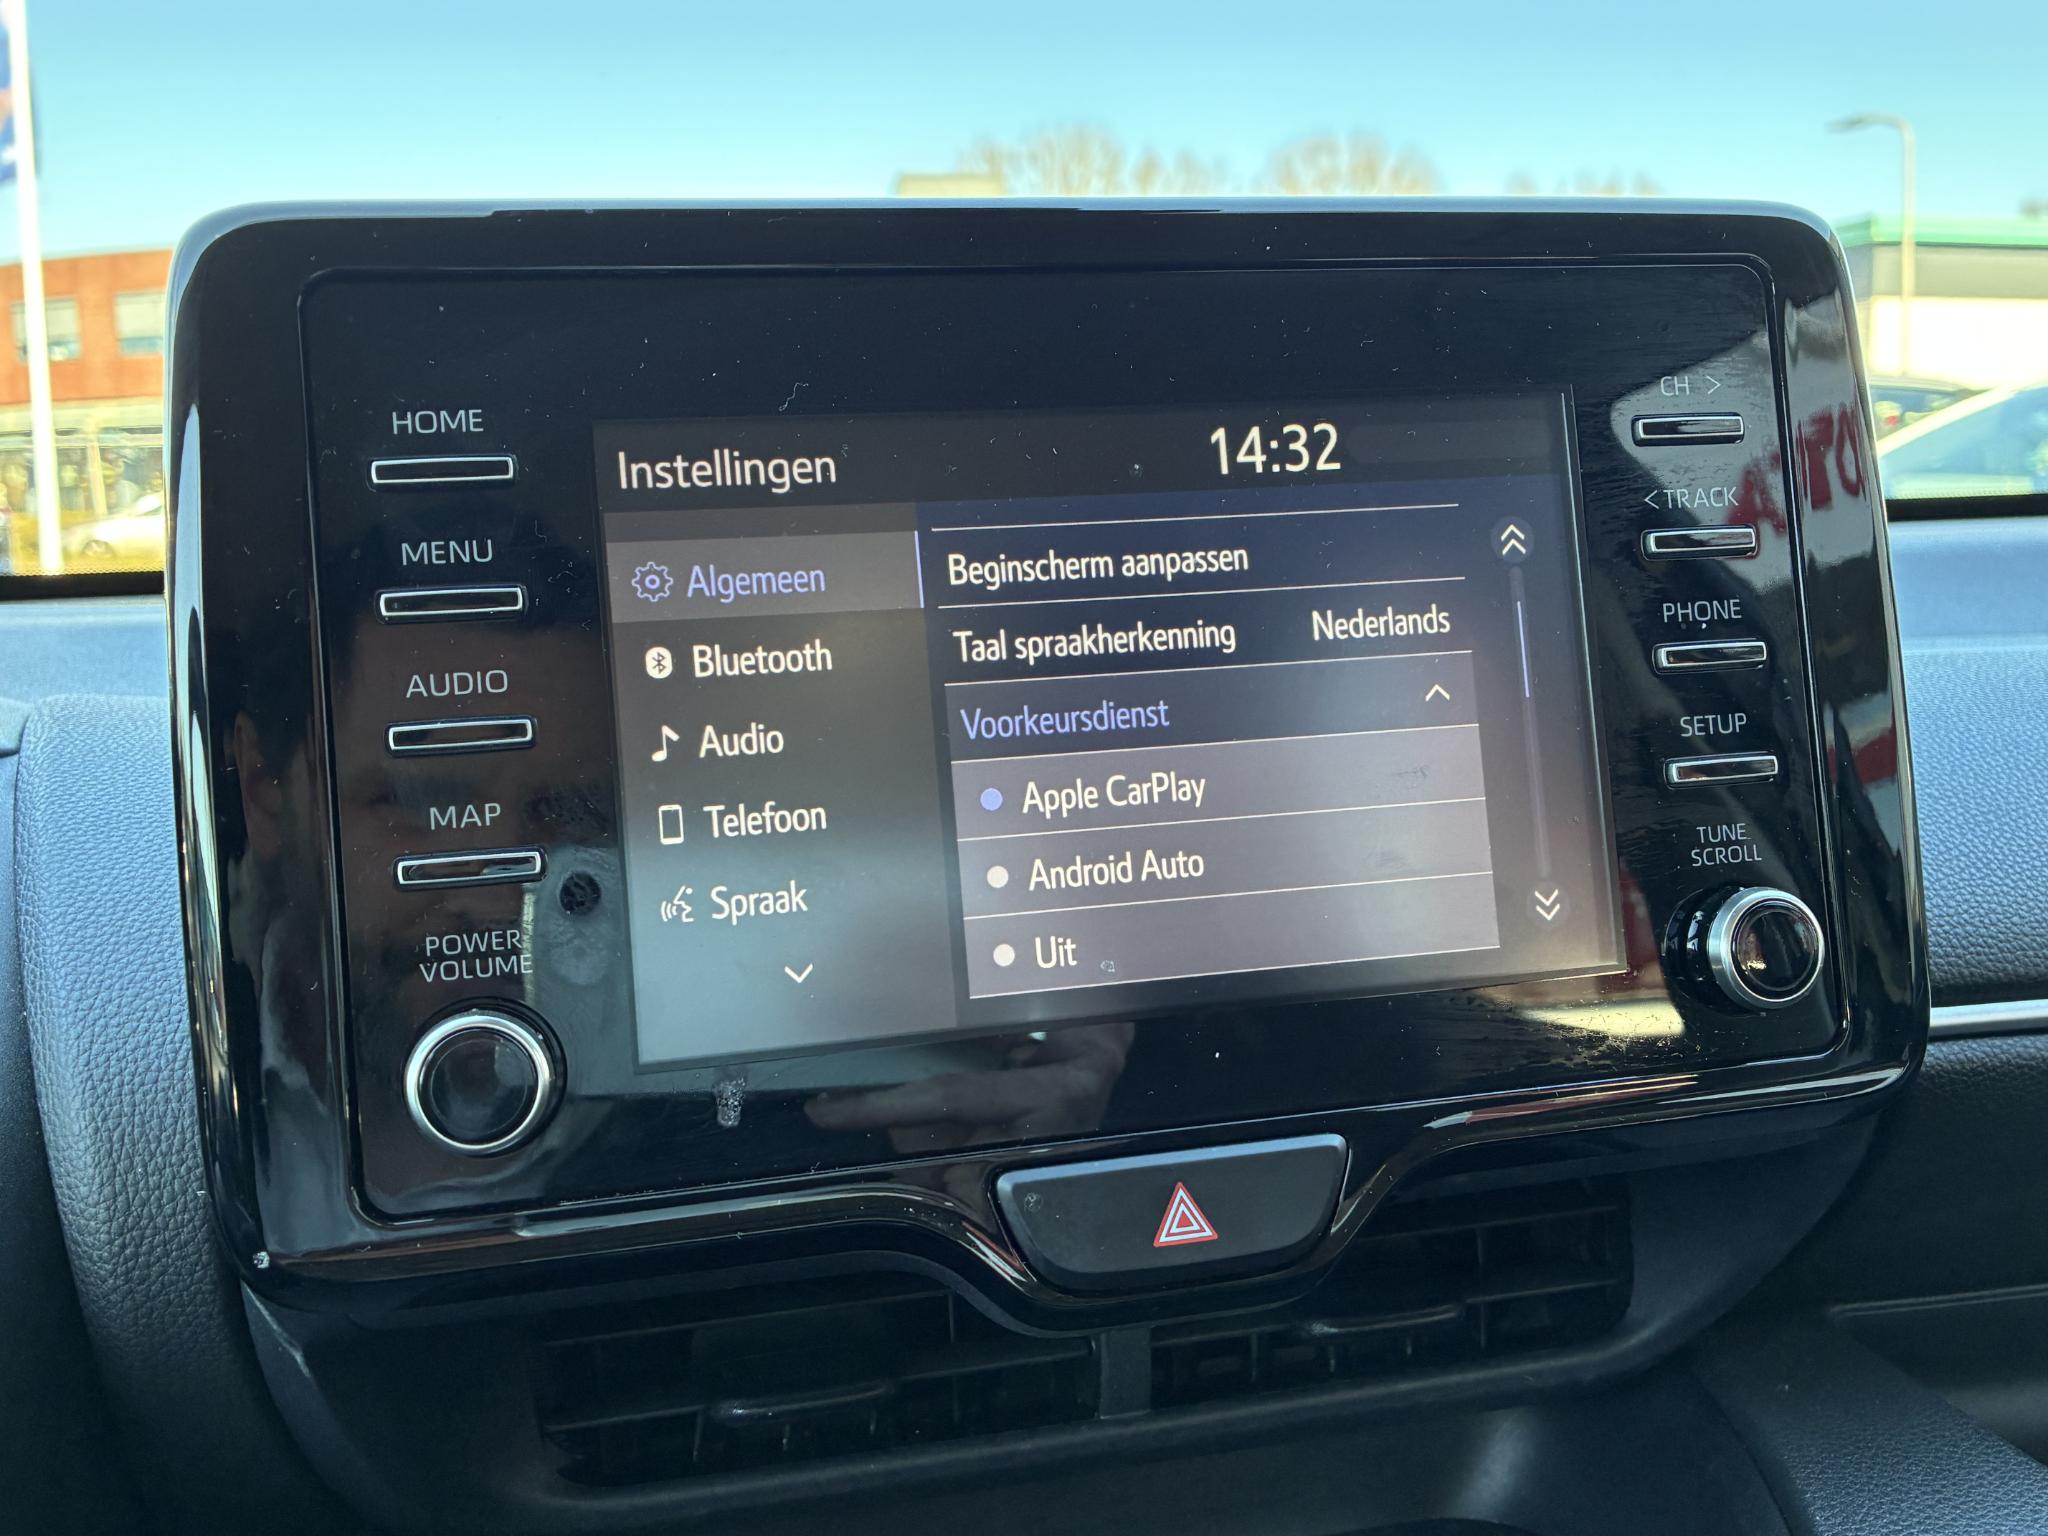 HOME
MENU
AUDIO
MAP
POWER
VOLUME
Instellingen
14:32
Algemeen
Bluetooth
Audio
Telefoon
Spraak
Beginscherm aanpassen
Taal spraakherkenning Nederlands
Voorkeursdienst
Apple CarPlay
Android Auto
Uit
CH >
< TRACK
PHONE
SETUP
TUNE
SCROLL